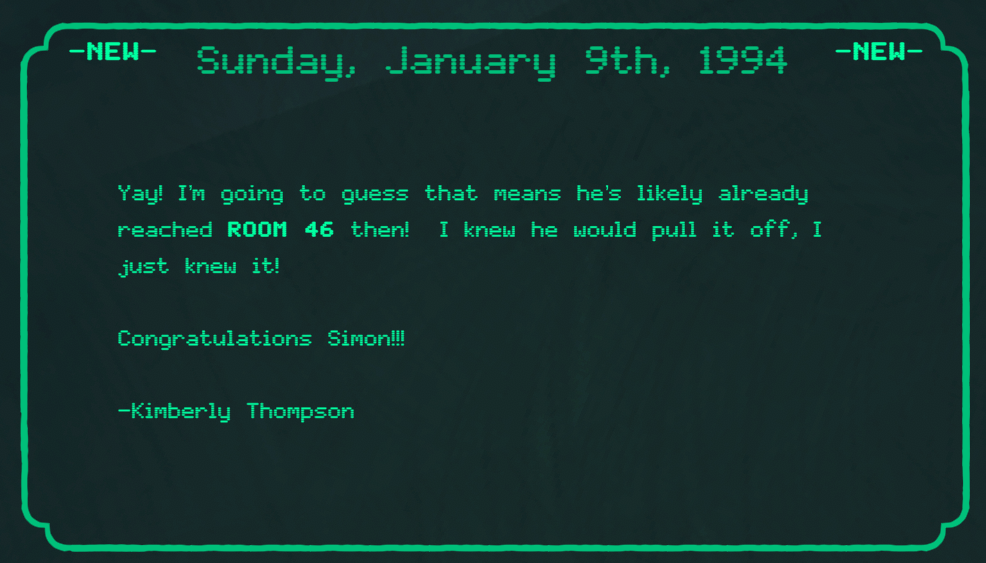 -NEW- Sunday, January 9th, 1994 -NEW-
Yay! I'm going to guess that means he's likely already
reached ROOM 46 then! I knew he would pull it off, I
just knew it!
Congratulations Simon!!!
-Kimberly Thompson